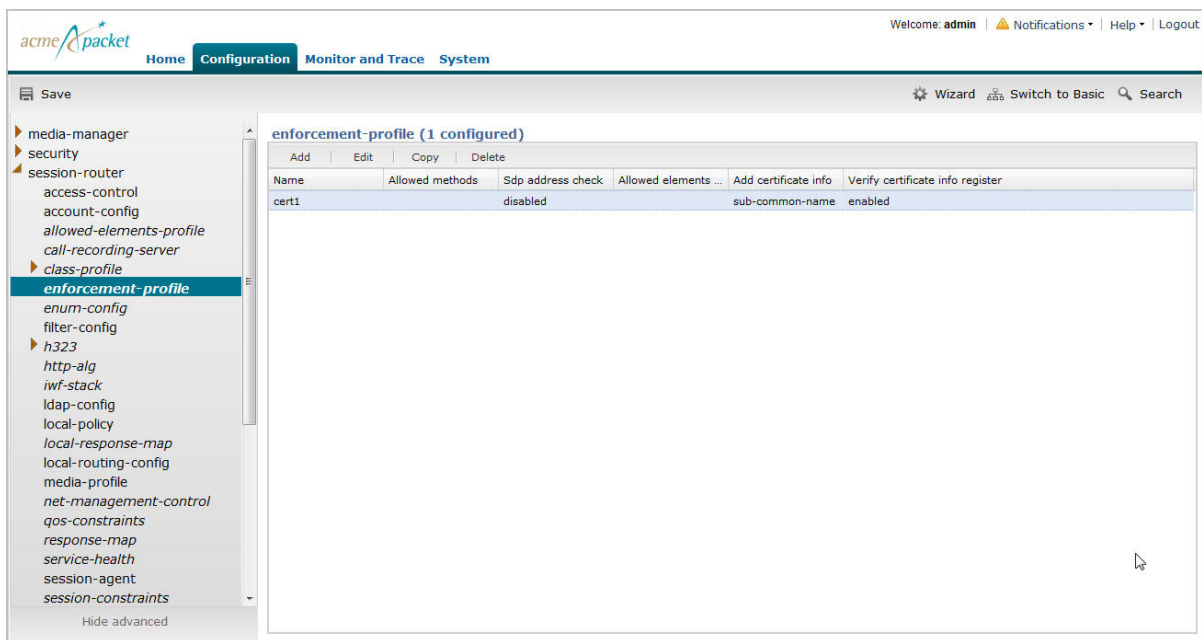 acme packet
Welcome: admin | Notifications | Help | Logout
Home Configuration Monitor and Trace System
Save
Wizard Switch to Basic Search
media-manager
security
session-router
access-control
account-config
allowed-elements-profile
call-recording-server
class-profile
enforcement-profile
enum-config
filter-config
h323
http-alg
iwf-stack
ldap-config
local-policy
local-response-map
local-routing-config
media-profile
net-management-control
qos-constraints
response-map
service-health
session-agent
session-constraints
Hide advanced
enforcement-profile (1 configured)
Add | Edit | Copy | Delete
Name Allowed methods Sdp address check Allowed elements ... Add certificate info Verify certificate info register
cert1 disabled sub-common-name enabled